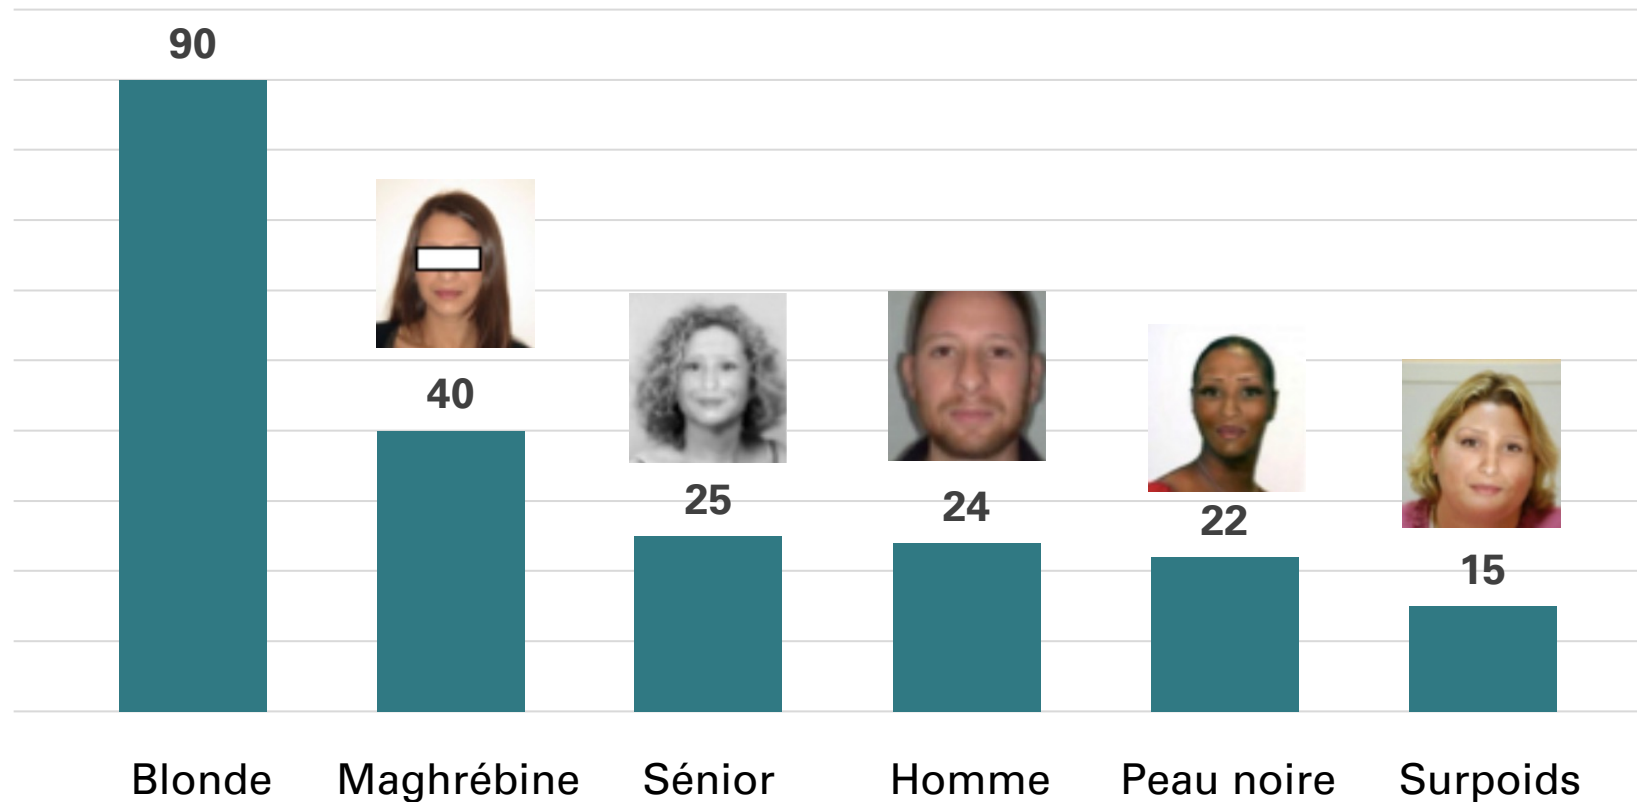 90
40
25
24
22
15
Blonde
Maghrébine
Sénior
Homme
Peau noire
Surpoids